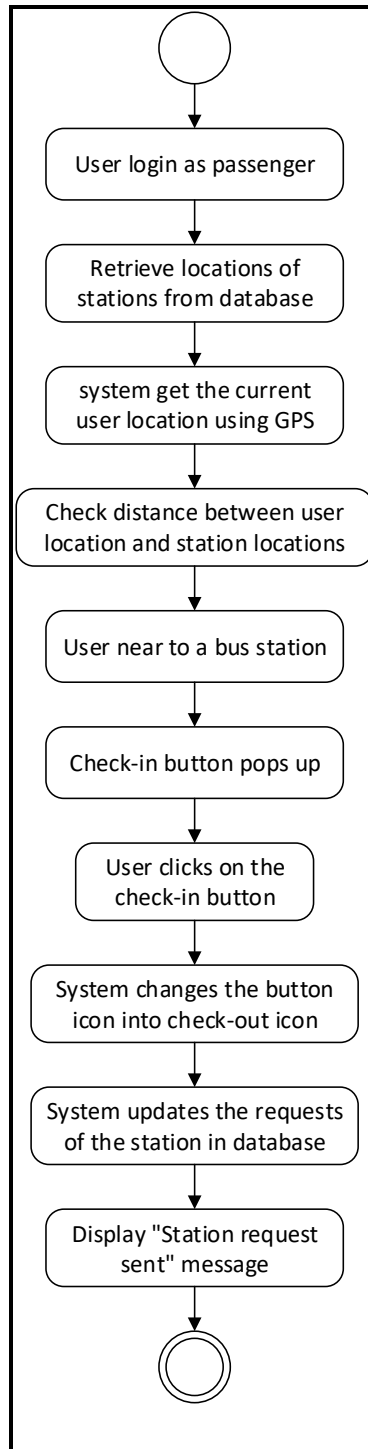 User login as passenger
Retrieve locations of
stations from database
system get the current
user location using GPS
Check distance between user
location and station locations
User near to a bus station
Check-in button pops up
User clicks on the
check-in button
System changes the button
icon into check-out icon
System updates the requests
of the station in database
Display "Station request
sent" message